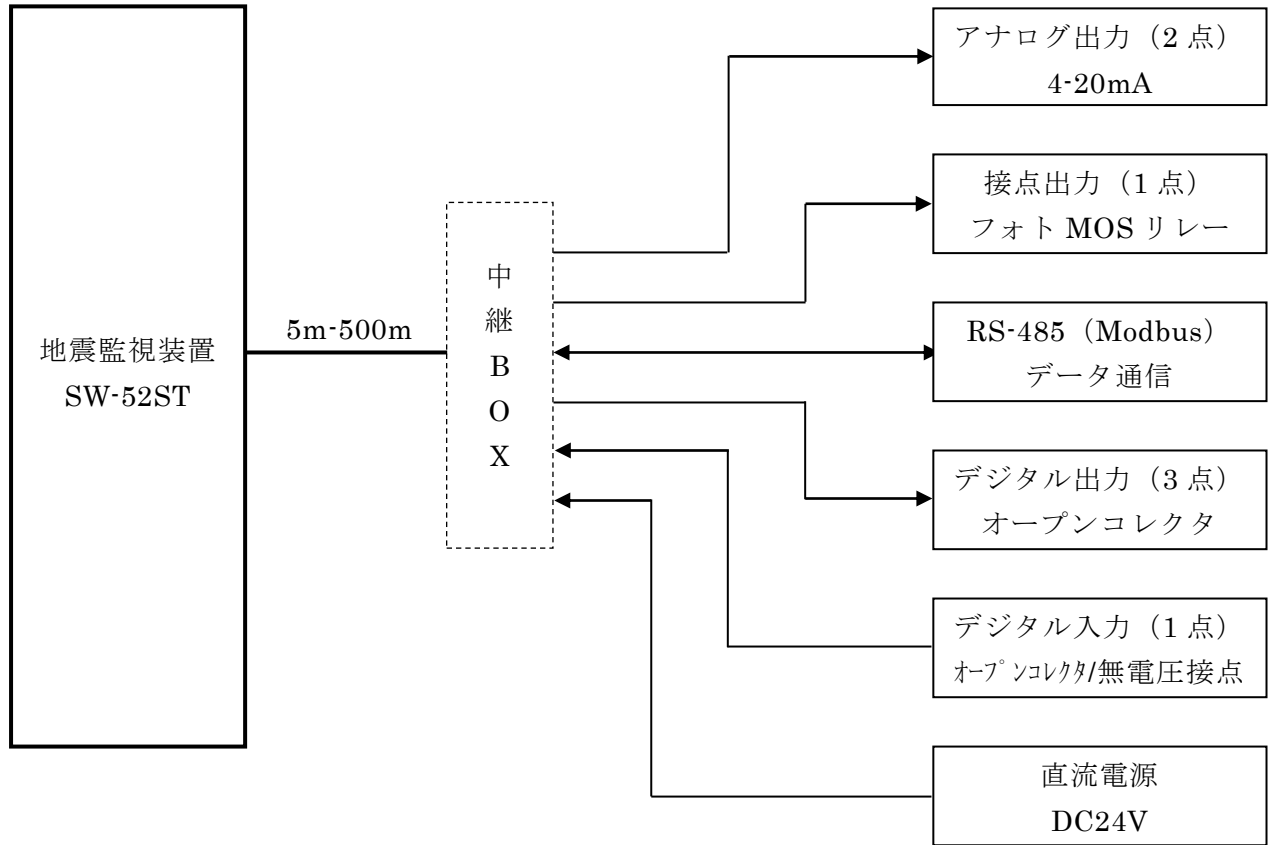 地震監視装置
SW-52ST
5m-500m
中
継
B
O
X
アナログ出力（2点）
4-20mA
接点出力（1点）
フォトMOSリレー
RS-485（Modbus）
データ通信
デジタル出力（3点）
オープンコレクタ
デジタル入力（1点）
ｵｰﾌﾟﾝｺﾚｸﾀ/無電圧接点
直流電源
DC24V